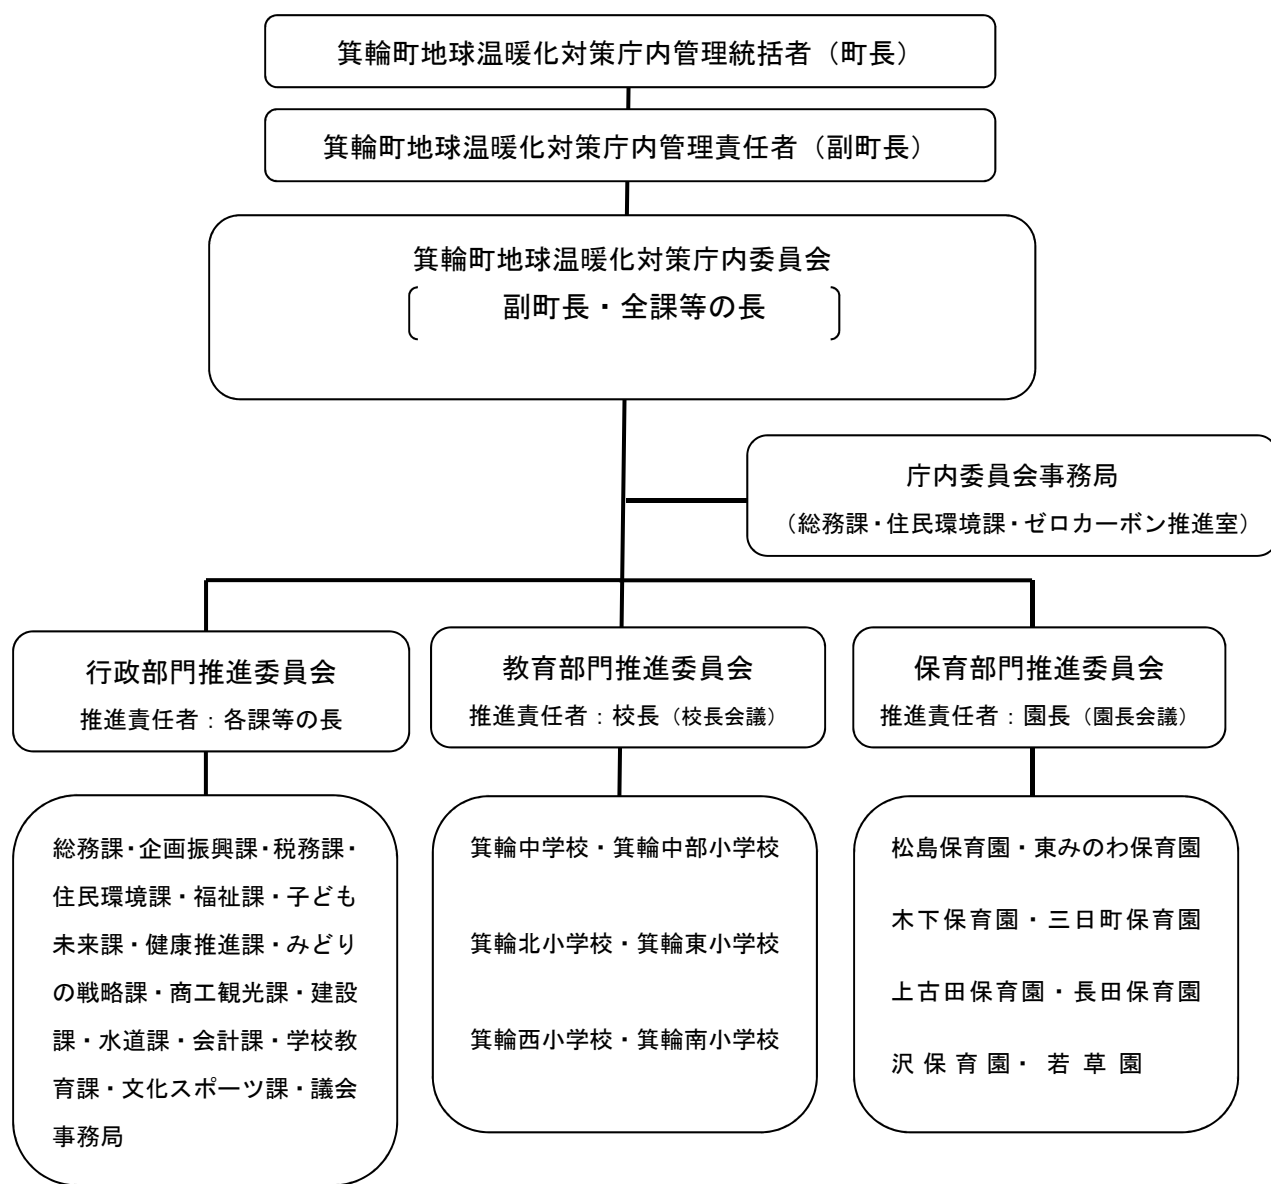 箕輪町地球温暖化対策庁内管理統括者（町長）
箕輪町地球温暖化対策庁内管理責任者（副町長）
箕輪町地球温暖化対策庁内委員会
副町長・全課等の長
庁内委員会事務局
（総務課・住民環境課・ゼロカーボン推進室）
行政部門推進委員会
推進責任者：各課等の長
教育部門推進委員会
推進責任者：校長（校長会議）
保育部門推進委員会
推進責任者：園長（園長会議）
総務課・企画振興課・税務課・
住民環境課・福祉課・子ども
未来課・健康推進課・みどり
の戦略課・商工観光課・建設
課・水道課・会計課・学校教
育課・文化スポーツ課・議会
事務局
箕輪中学校・箕輪中部小学校
箕輪北小学校・箕輪東小学校
箕輪西小学校・箕輪南小学校
松島保育園・東みのわ保育園
木下保育園・三日町保育園
上古田保育園・長田保育園
沢保育園・若草園